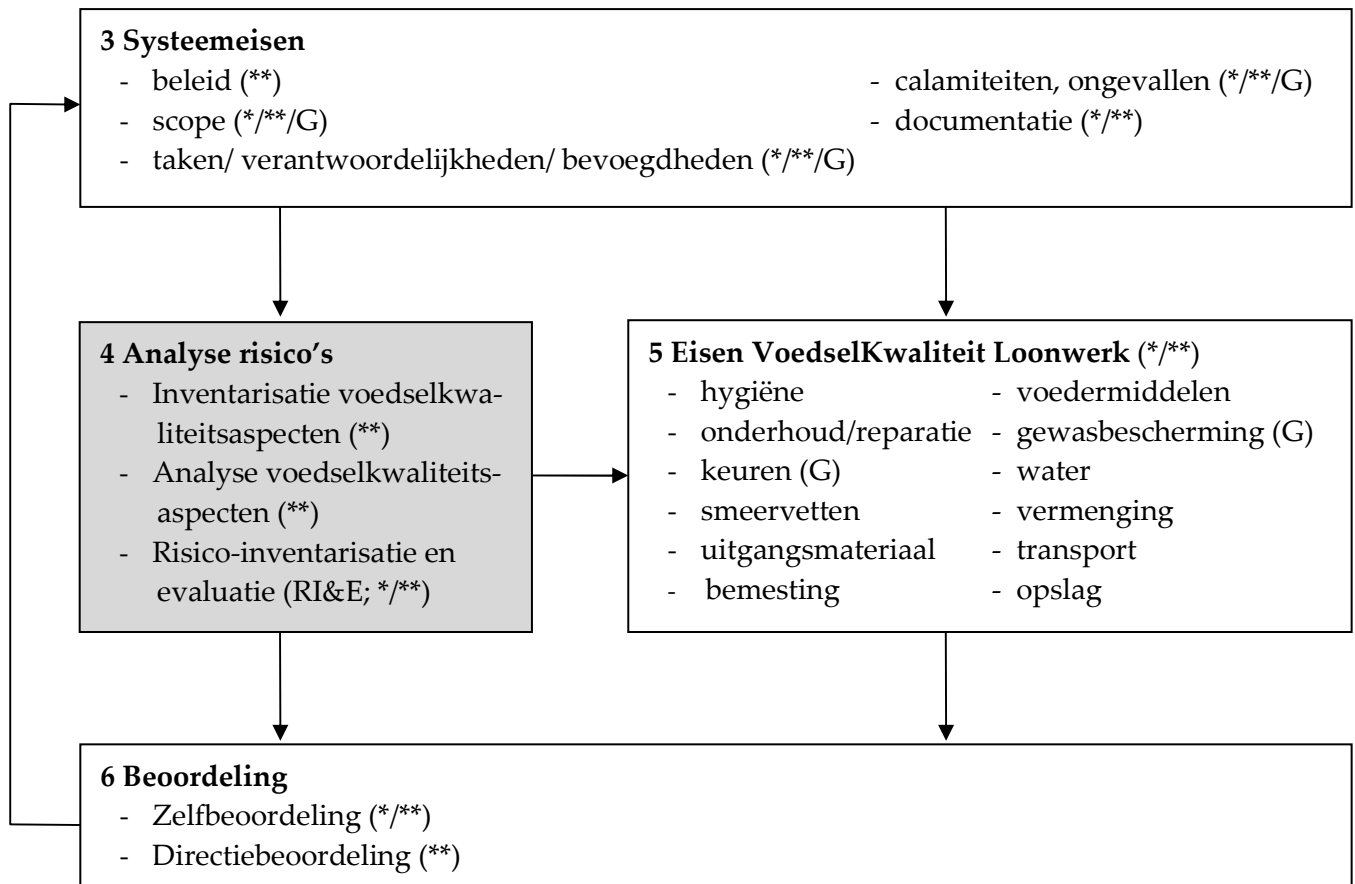 3 Systeemeisen
- beleid (**)
- scope (*/**/G)
- taken/ verantwoordelijkheden/ bevoegdheden (*/**/G)
- calamiteiten, ongevallen (*/**/G)
- documentatie (*/**)
4 Analyse risico’s
- Inventarisatie voedselkwa-
liteitsaspecten (**)
- Analyse voedselkwaliteits-
aspecten (**)
- Risico-inventarisatie en
evaluatie (RI&E; */**)
5 Eisen VoedselKwaliteit Loonwerk (*/**)
- hygiëne
- onderhoud/reparatie
- keuren (G)
- smeervetten
- uitgangsmateriaal
- bemesting
- voedermiddelen
- gewasbescherming (G)
- water
- vermenging
- transport
- opslag
6 Beoordeling
- Zelfbeoordeling (*/**)
- Directiebeoordeling (**)